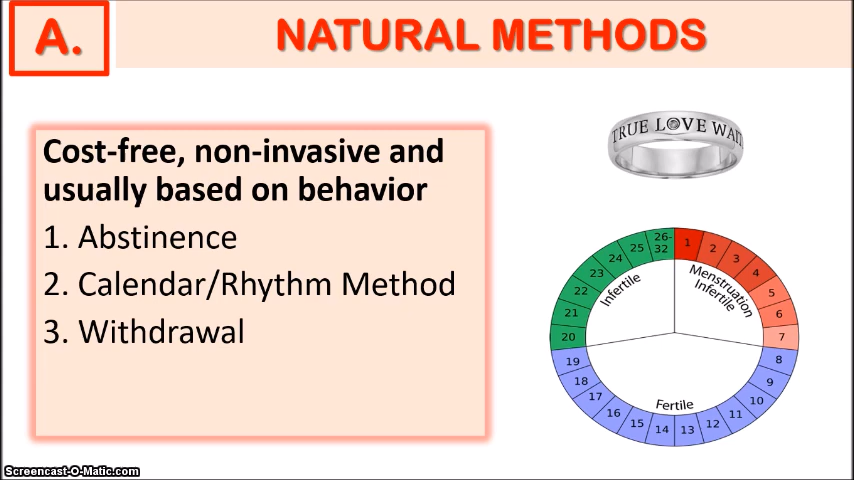 A.
NATURAL METHODS
Cost-free, non-invasive and
usually based on behavior
1. Abstinence
2. Calendar/Rhythm Method
3. Withdrawal
TRUE LOVE
26-
32
1
2
3
4
5
6
7
8
9
10
11
12
13
14
15
16
17
18
19
20
21
22
23
24
25
Infertile
Menstruation
Infertile
Fertile
Screencast-O-Matic.com